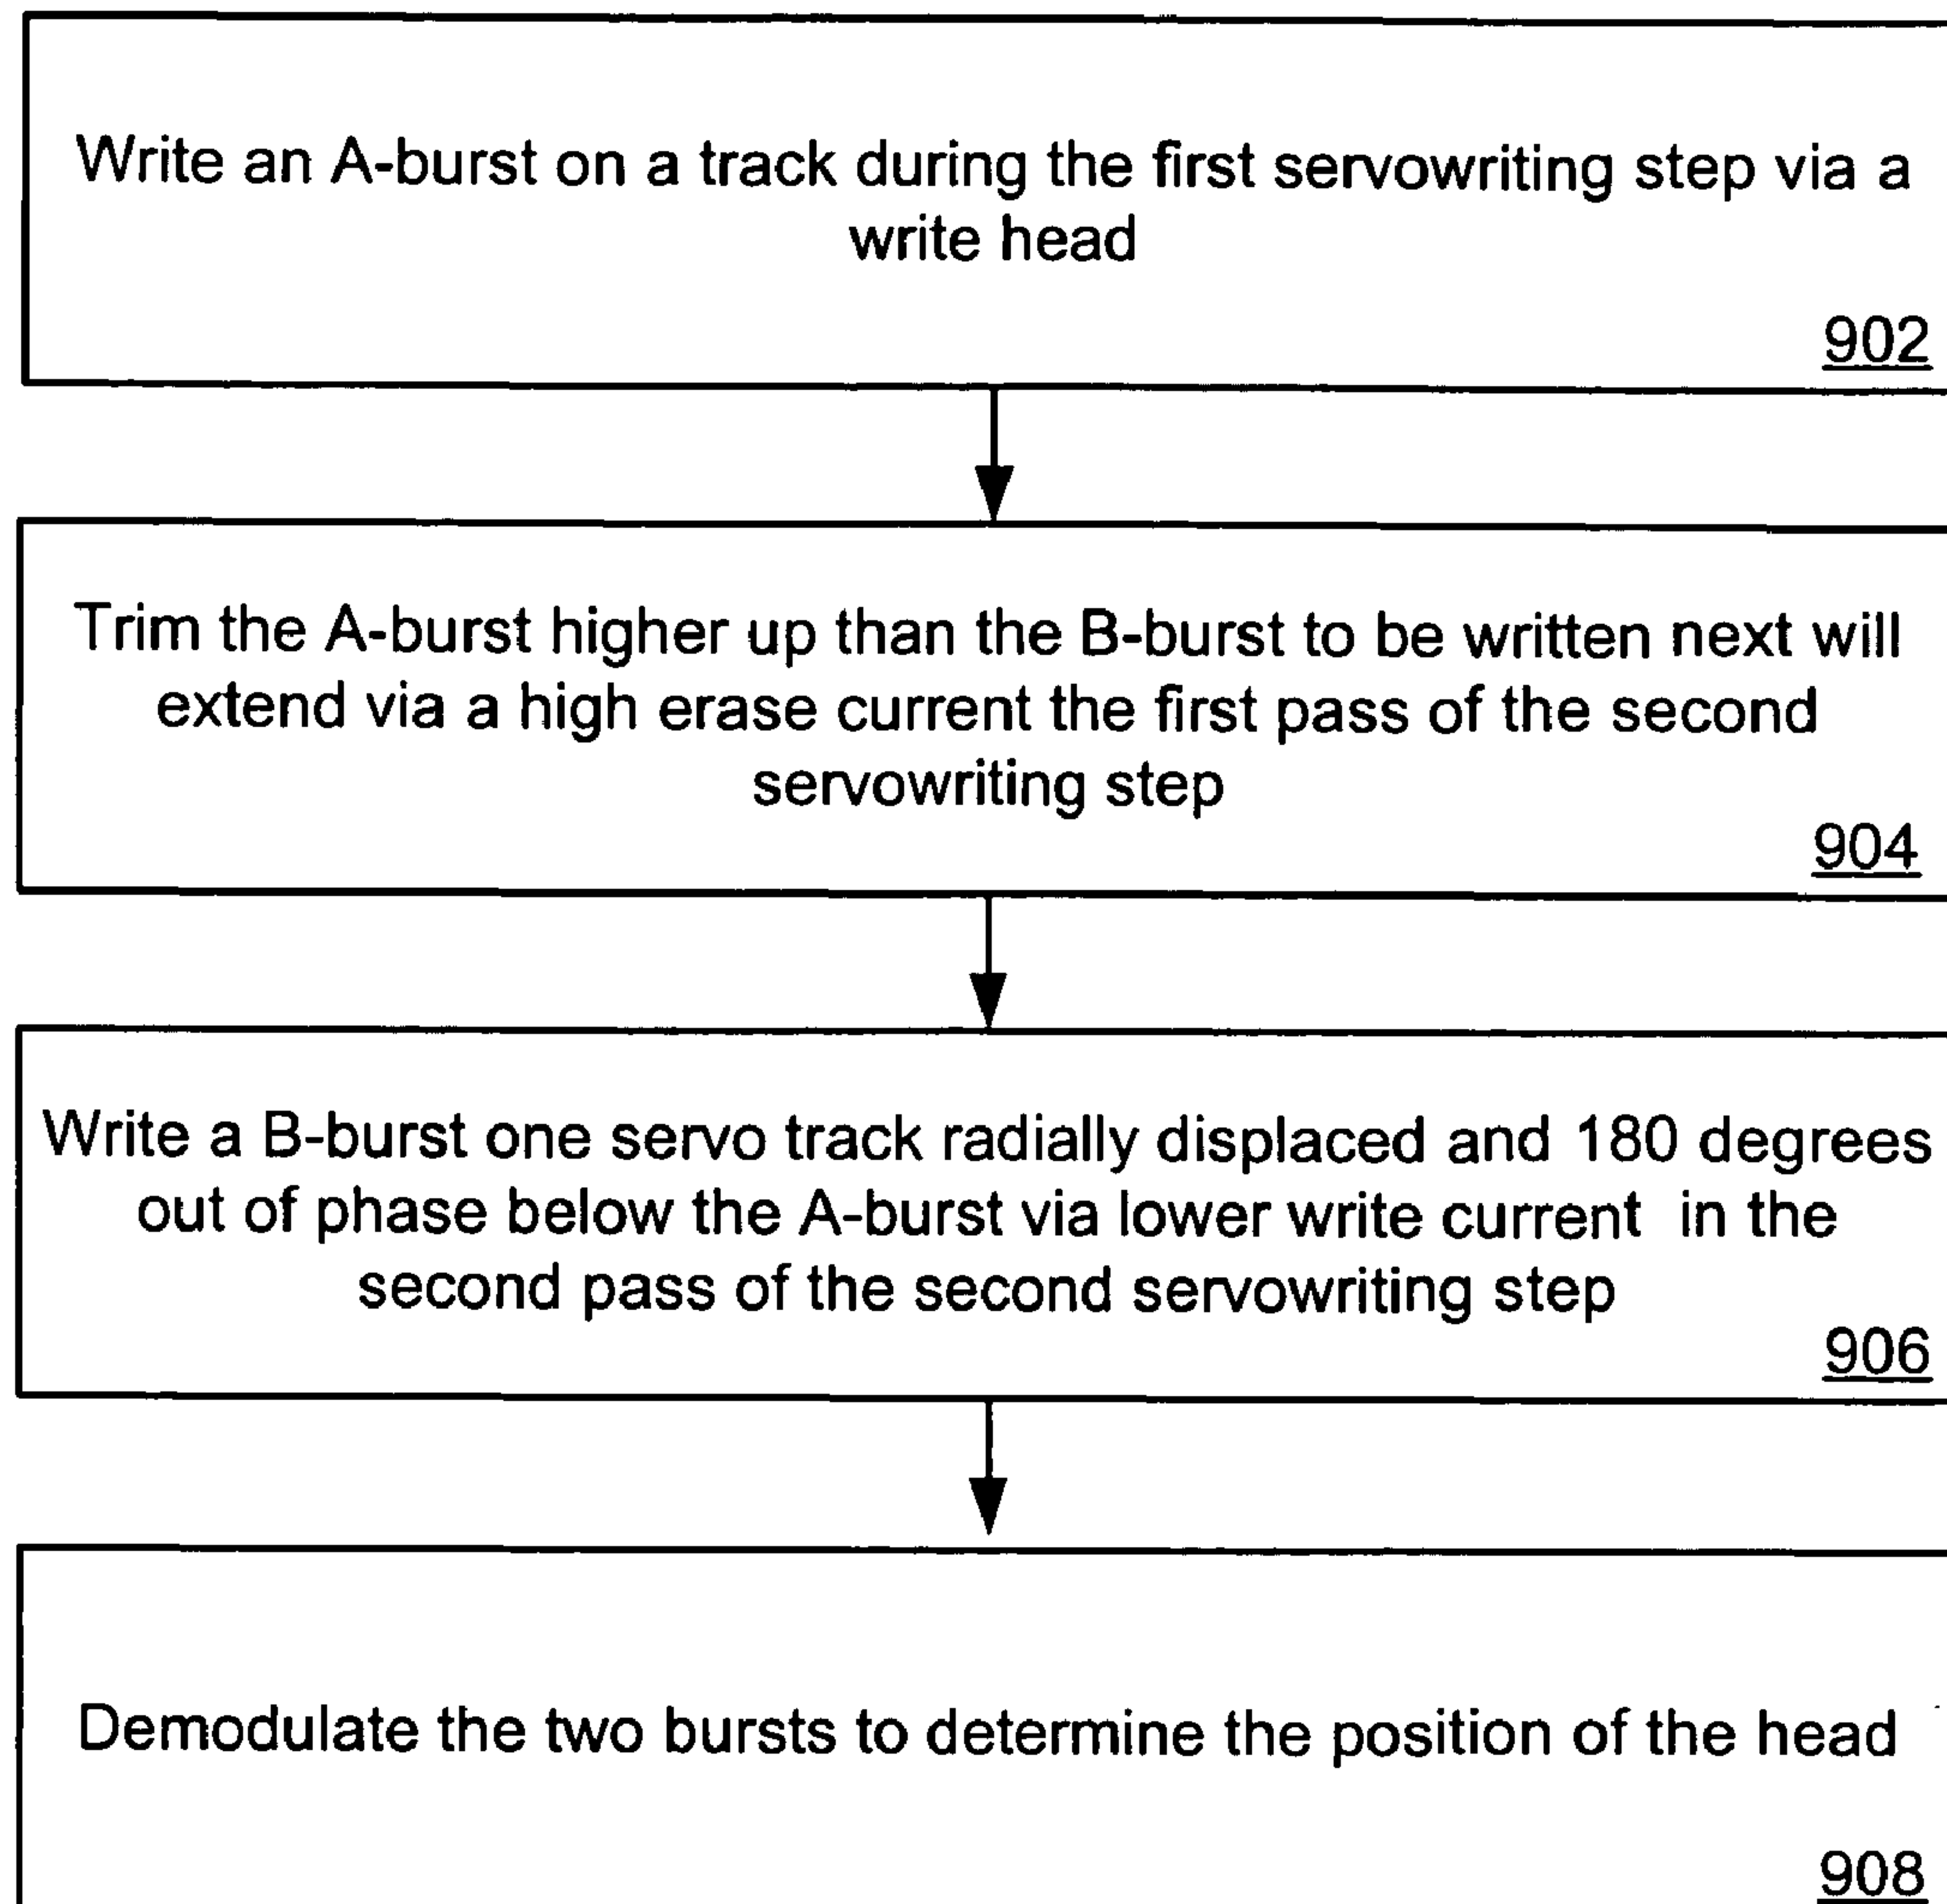 Write an A-burst on a track during the first servowriting step via a
write head
902
Trim the A-burst higher up than the B-burst to be written next will
extend via a high erase current the first pass of the second
servowriting step
904
Write a B-burst one servo track radially displaced and 180 degrees
out of phase below the A-burst via lower write current in the
second pass of the second servowriting step
906
Demodulate the two bursts to determine the position of the head
908